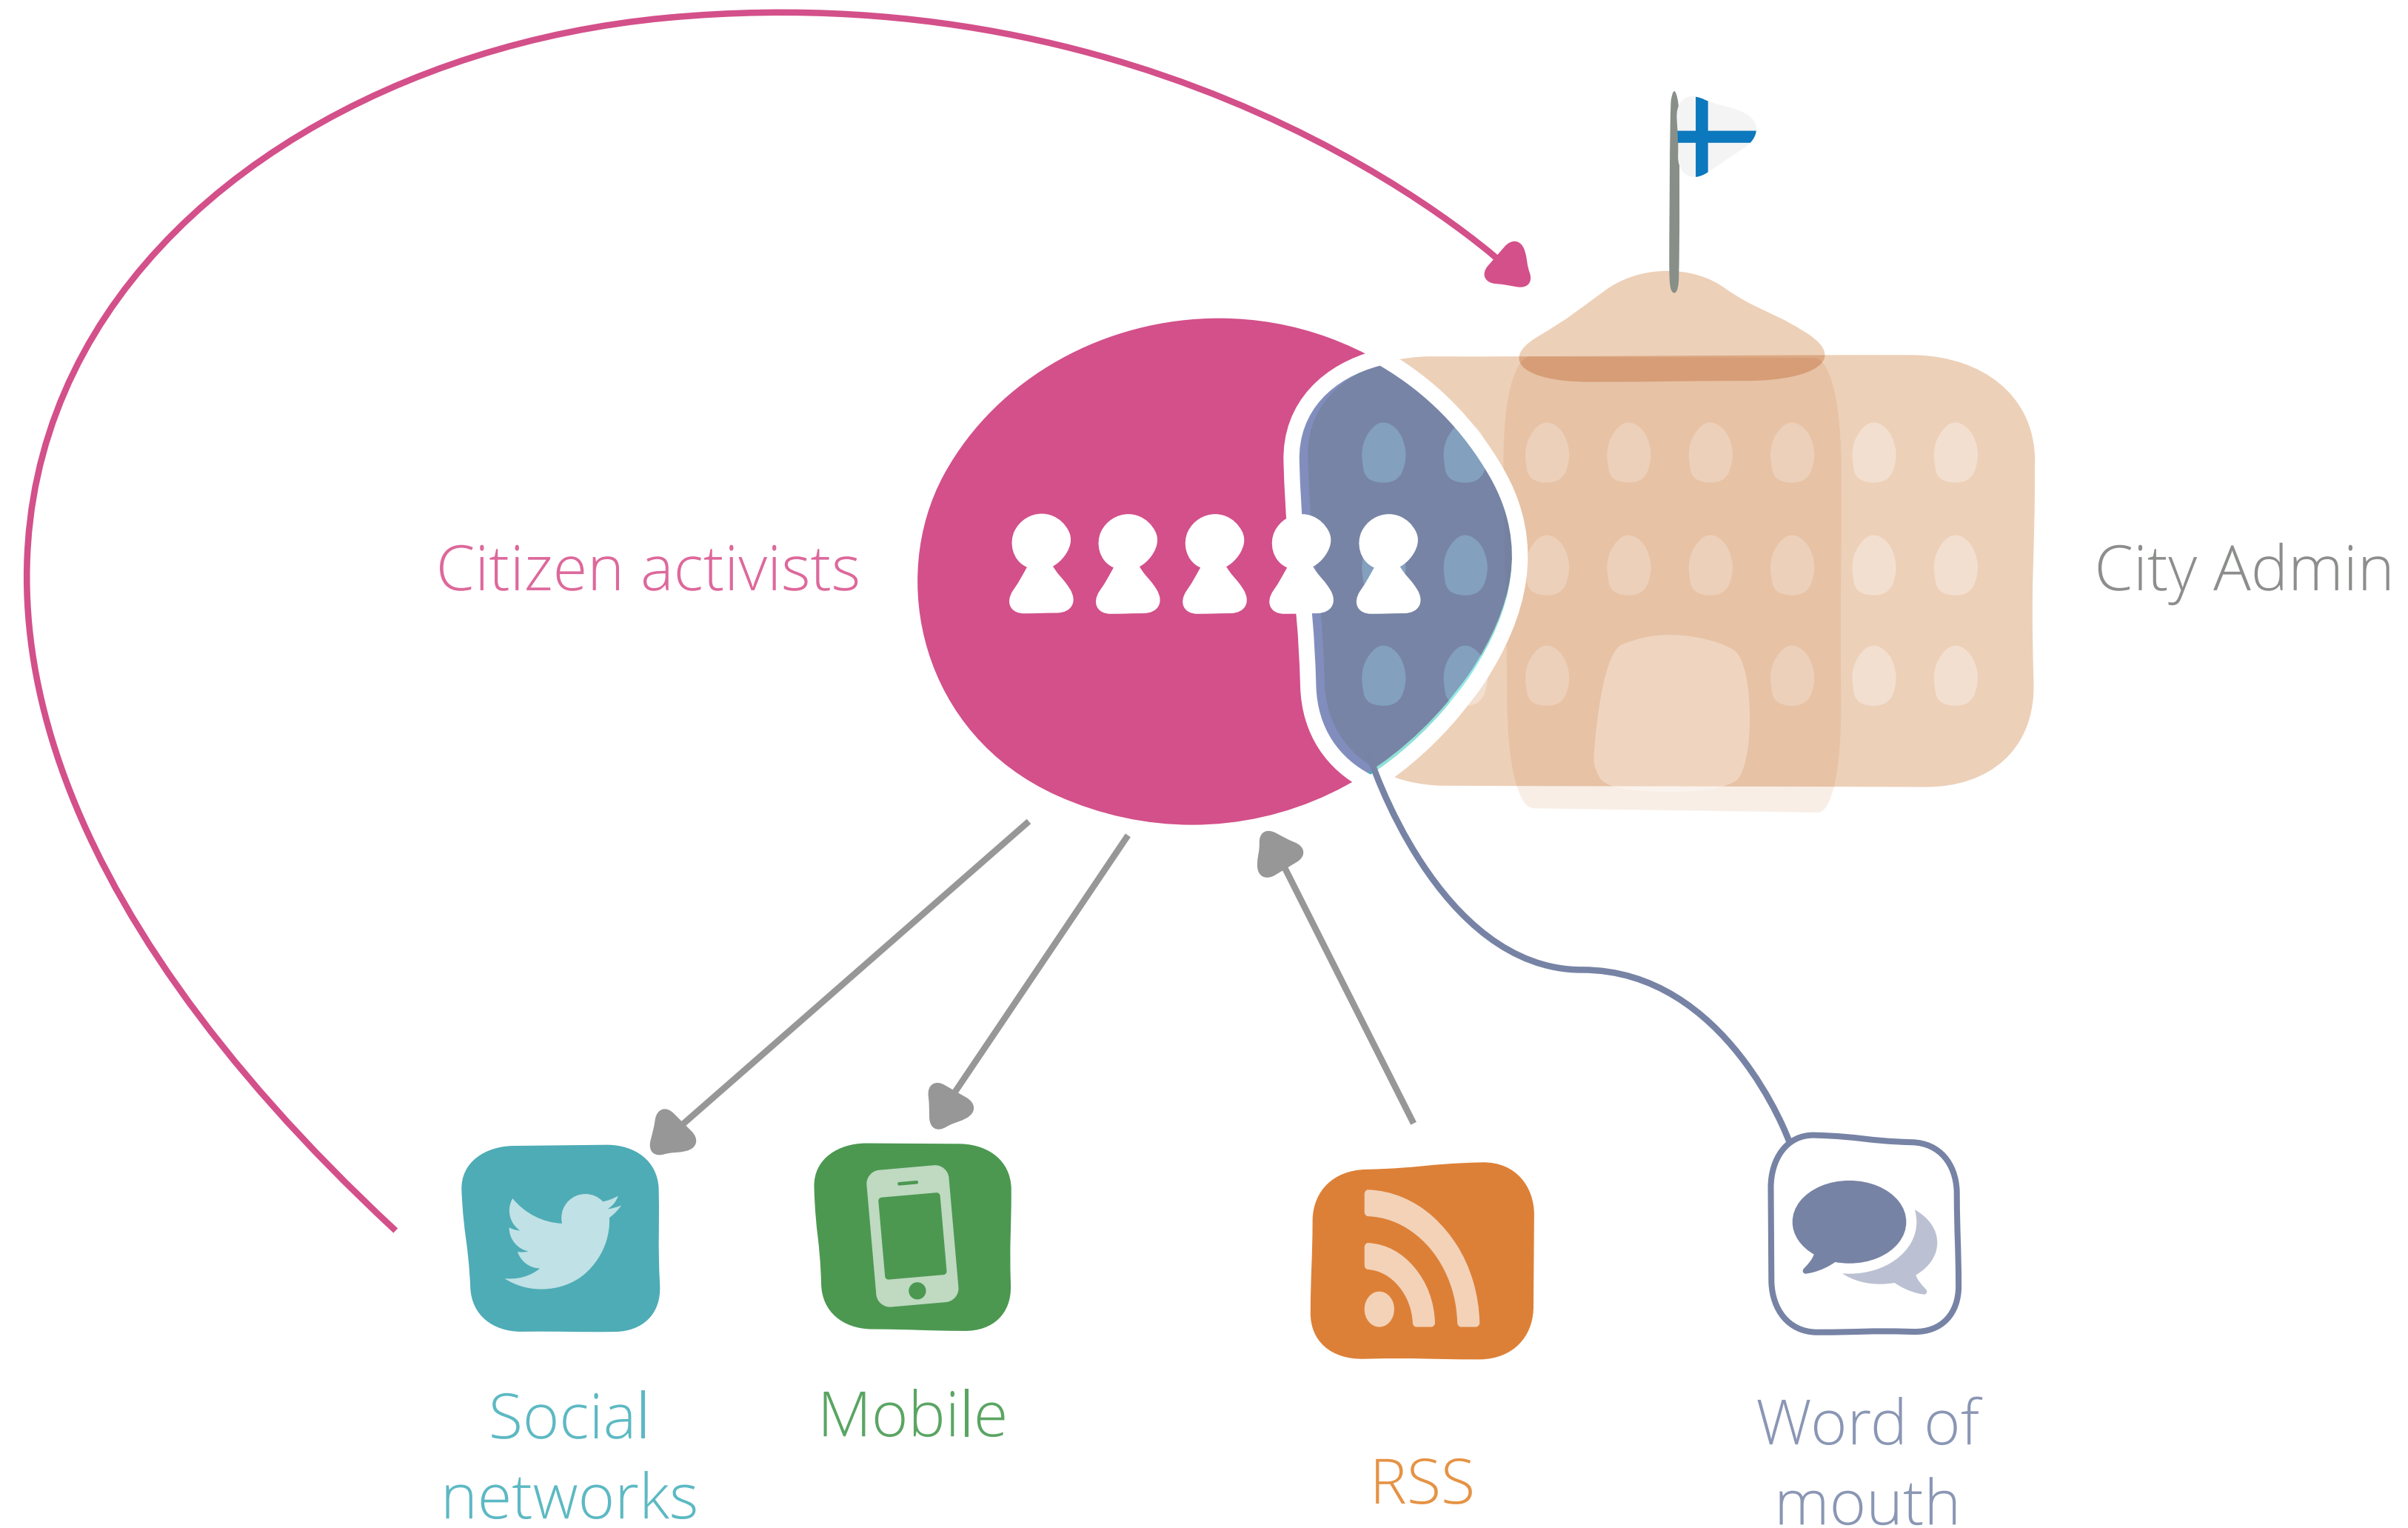 Citizen activists
City Admin
Social
networks
Mobile
RSS
Word of
mouth